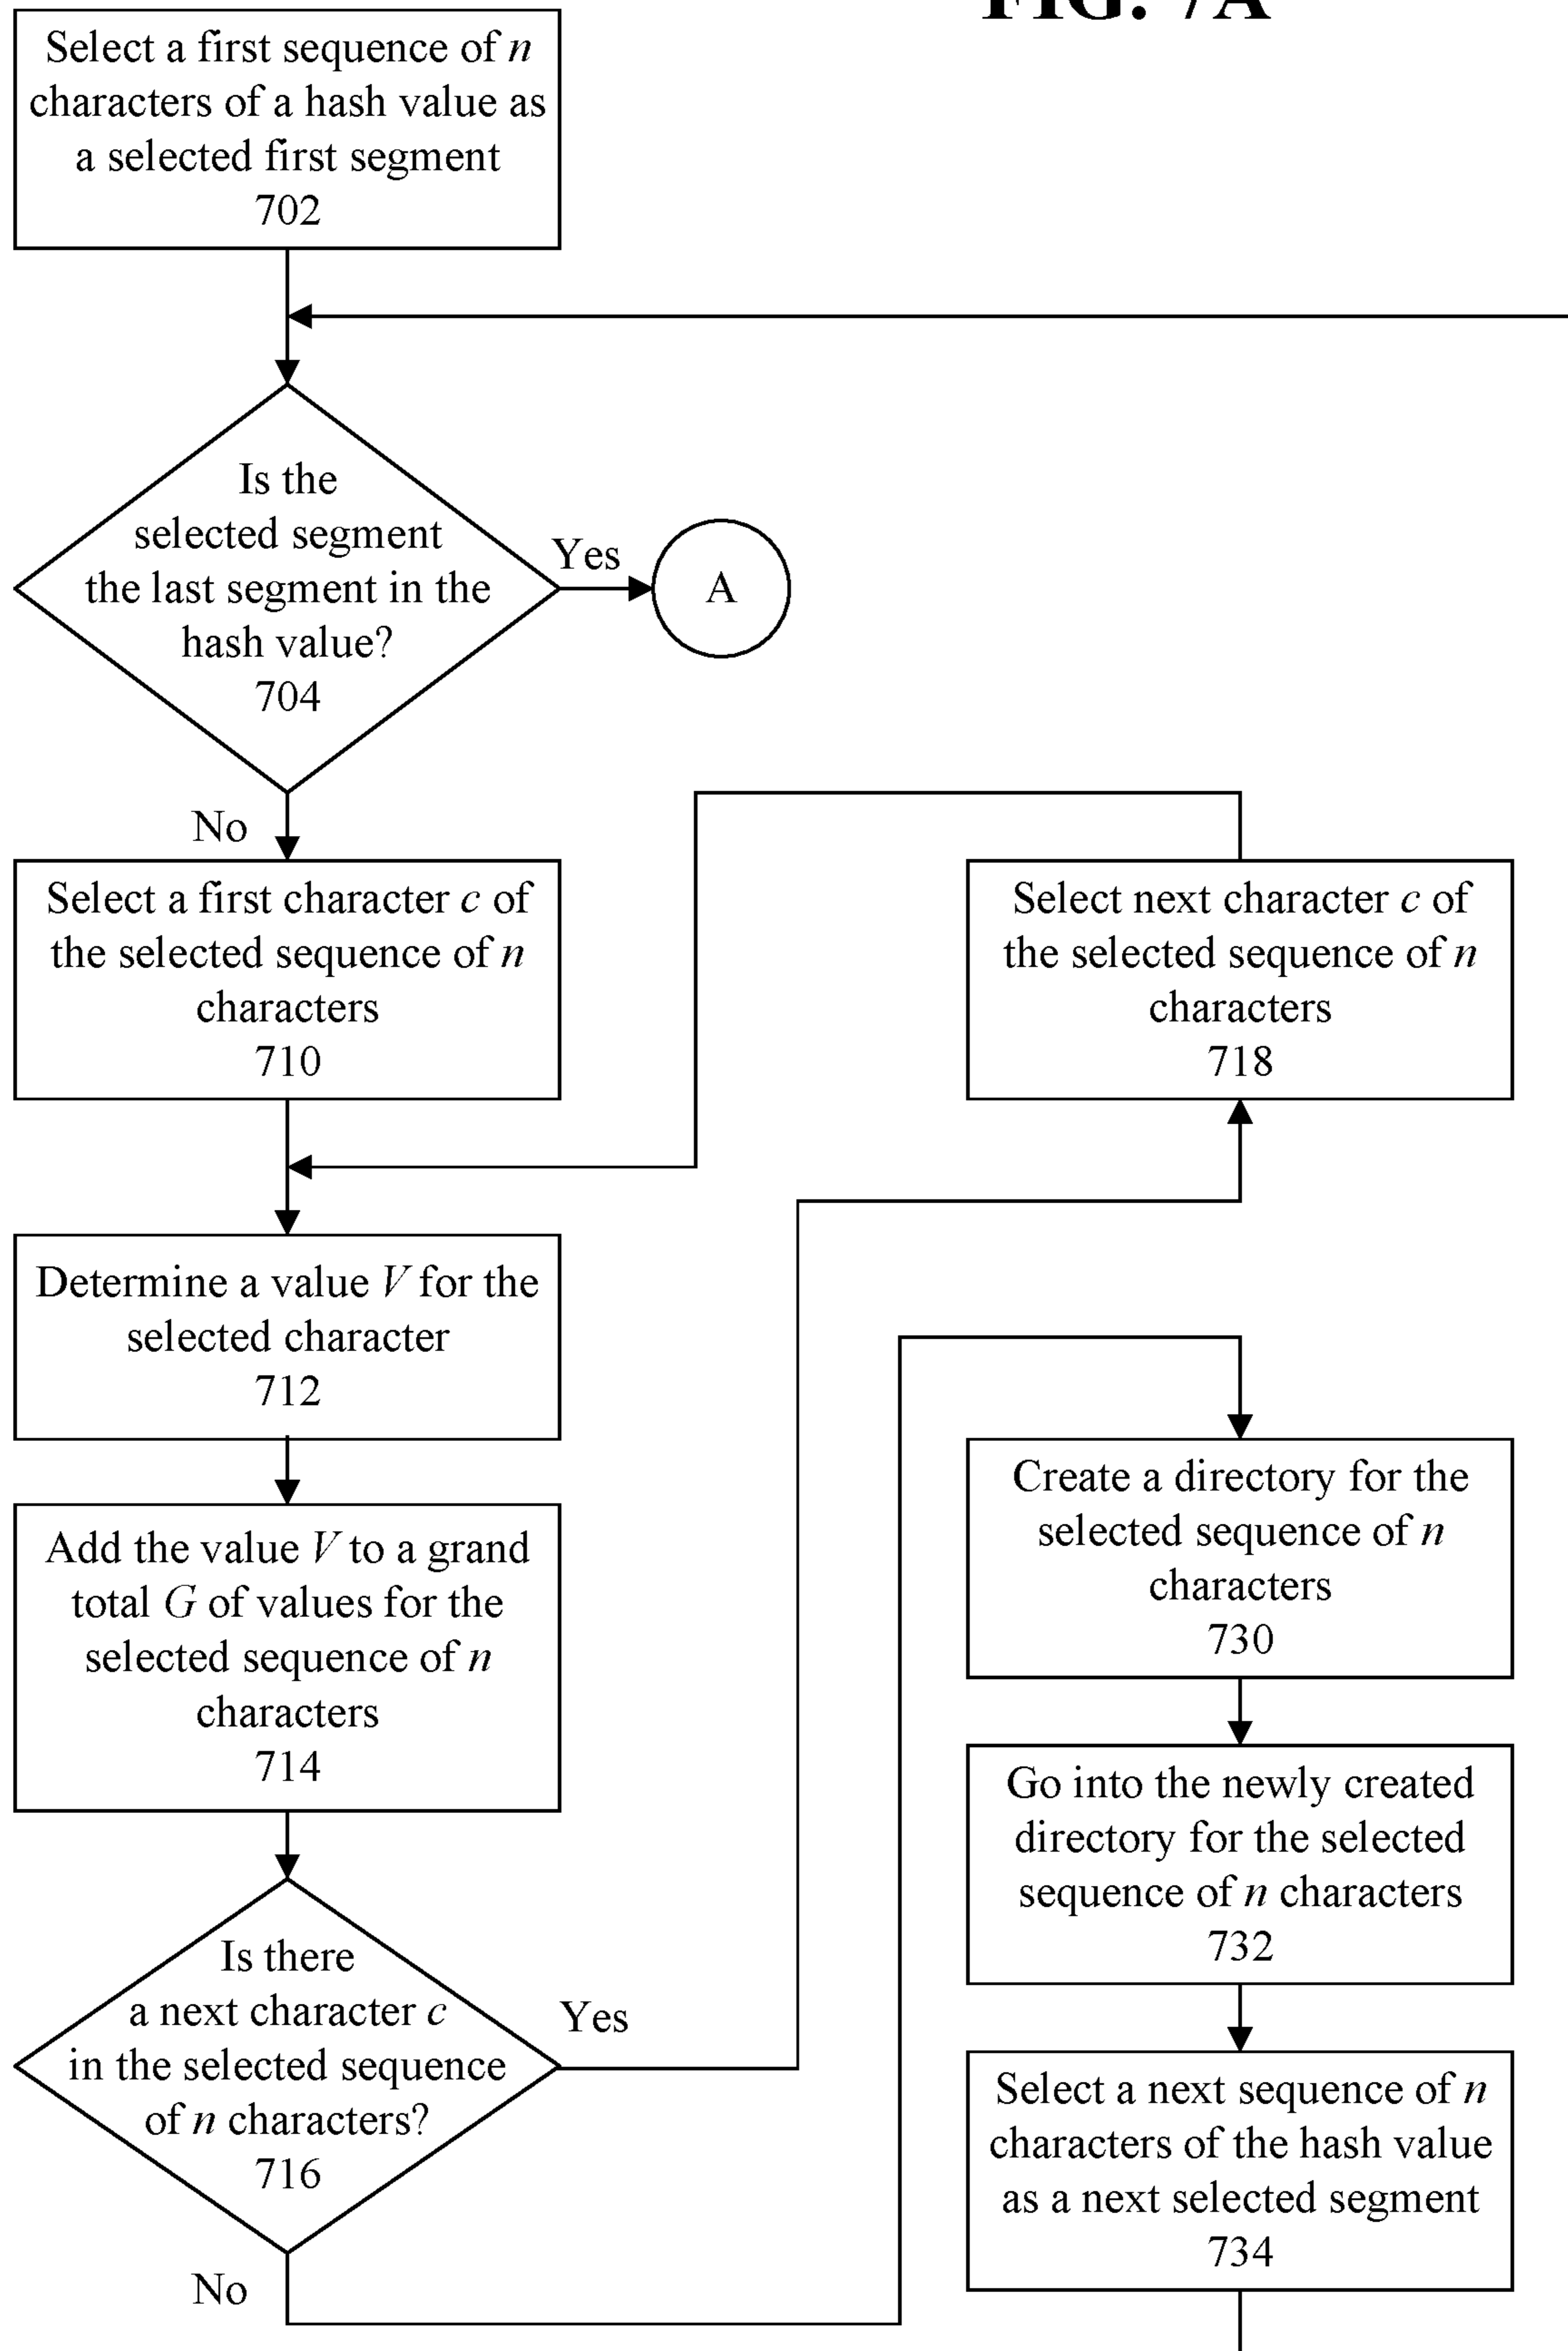 FIG. 7A
Select a first sequence of n
characters of a hash value as
a selected first segment
702
Is the
selected segment
the last segment in the
hash value?
704
Yes
A
No
Select a first character c of
the selected sequence of n
characters
710
Select next character c of
the selected sequence of n
characters
718
Determine a value V for the
selected character
712
Add the value V to a grand
total G of values for the
selected sequence of n
characters
714
Is there
a next character c
in the selected sequence
of n characters?
716
Yes
No
Create a directory for the
selected sequence of n
characters
730
Go into the newly created
directory for the selected
sequence of n characters
732
Select a next sequence of n
characters of the hash value
as a next selected segment
734